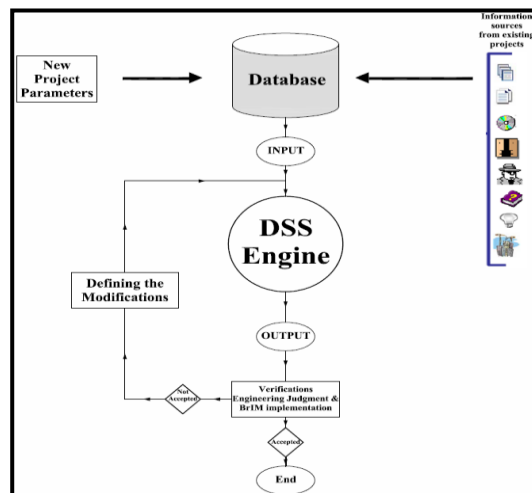 Information
sources
from existing
projects
New
Project
Parameters
Database
INPUT
DSS
Engine
Defining the
Modifications
OUTPUT
Verifications
Engineering Judgment &
BrIM implementation
Not
Accepted
Accepted
End